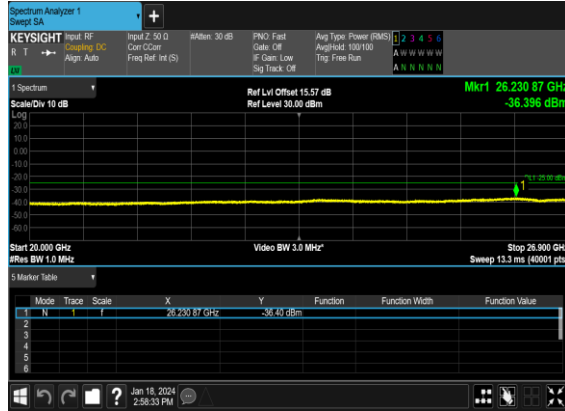 Spectrum Analyzer 1
Swept SA
+
KEYSIGHT Input: RF Input Z: 50 Ω #Atten: 30 dB PNO: Fast Avg Type: Power (RMS) 1 2 3 4 5 6
R T Coupling: DC Corr CCorr Gate: Off Avg|Hold: 100/100 A W W W W W
Align: Auto Freq Ref: Int (S) IF Gain: Low Trig: Free Run
Sig Track: Off A N N N N N
LV
1 Spectrum Ref Lvl Offset 15.57 dB Mkr1 26.230 87 GHz
Scale/Div 10 dB Ref Level 30.00 dBm -36.396 dBm
Log
20.0
10.0
0.00
-10.0
-20.0 DL1 -25.00 dBm
-30.0 1
-40.0
-50.0
-60.0
Start 20.000 GHz Video BW 3.0 MHz* Stop 26.900 GHz
#Res BW 1.0 MHz Sweep 13.3 ms (40001 pts)
5 Marker Table
Mode Trace Scale X Y Function Function Width Function Value
1 N 1 f 26.230 87 GHz -36.40 dBm
2
3
4
5
6
? Jan 18, 2024
2:58:33 PM